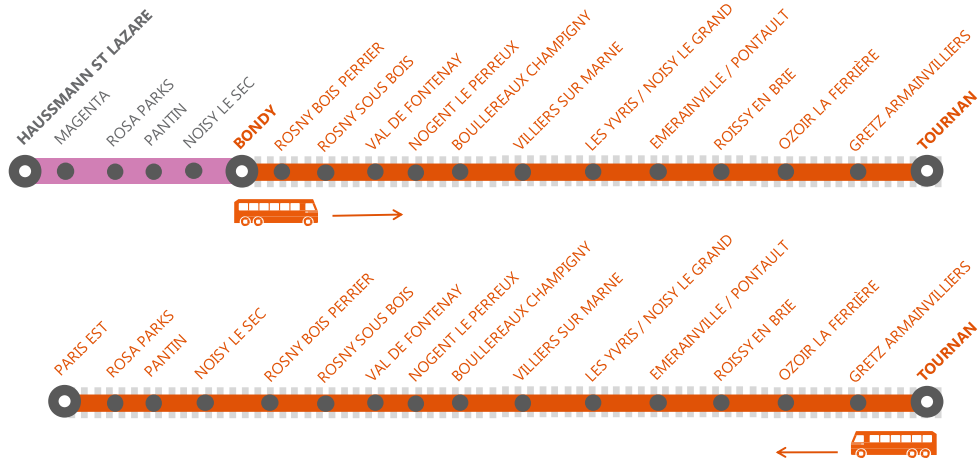 HAUSSMANN ST LAZARE
MAGENTA
ROSA PARKS
PANTIN
NOISY LE SEC
BONDY
ROSNY BOIS PERRIER
ROSNY SOUS BOIS
VAL DE FONTENAY
NOGENT LE PERREUX
BOULLEREAUX CHAMPIGNY
VILLIERS SUR MARNE
LES YVRIS / NOISY LE GRAND
EMERAINVILLE / PONTAULT
ROISSY EN BRIE
OZOIR LA FERRIÈRE
GRETZ ARMAINVILLIERS
TOURNAN
PARIS EST
ROSA PARKS
PANTIN
NOISY LE SEC
ROSNY BOIS PERRIER
ROSNY SOUS BOIS
VAL DE FONTENAY
NOGENT LE PERREUX
BOULLEREAUX CHAMPIGNY
VILLIERS SUR MARNE
LES YVRIS / NOISY LE GRAND
EMERAINVILLE / PONTAULT
ROISSY EN BRIE
OZOIR LA FERRIÈRE
GRETZ ARMAINVILLIERS
TOURNAN